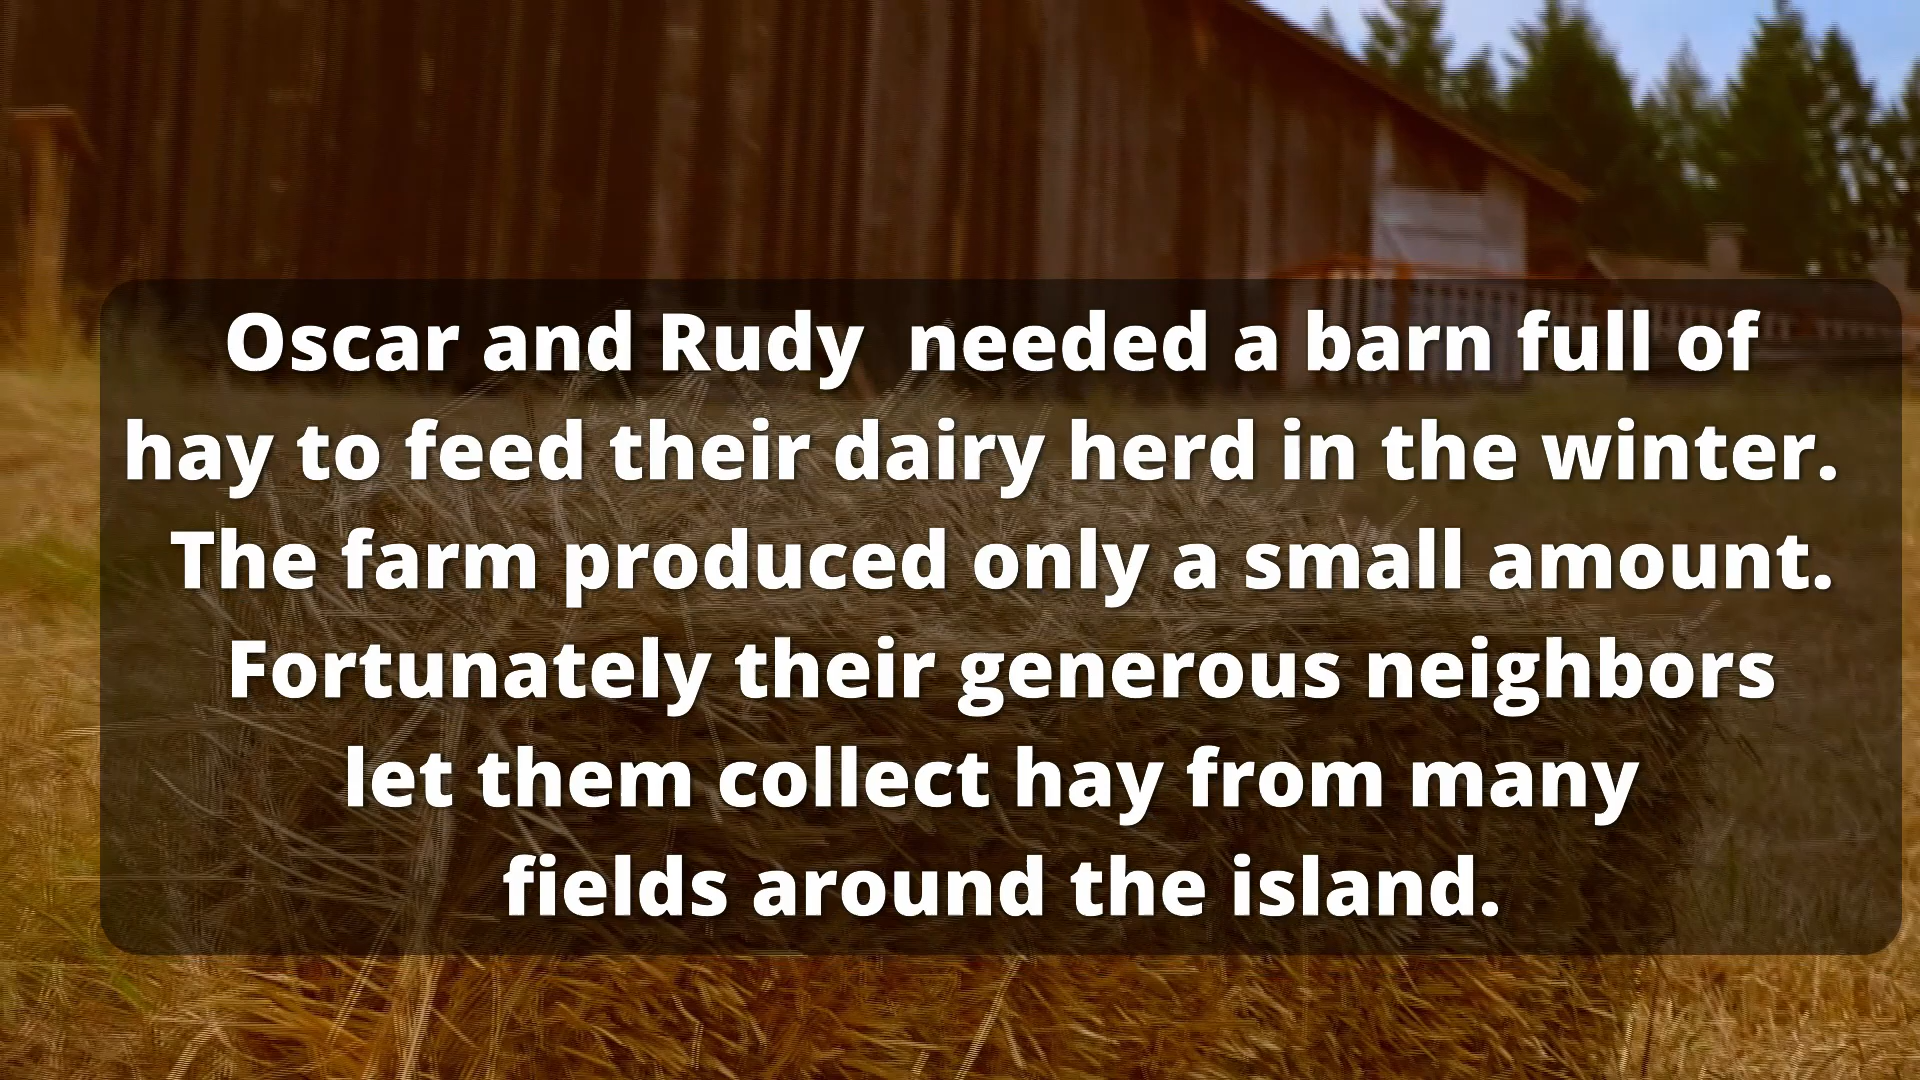 Oscar and Rudy  needed a barn full of
hay to feed their dairy herd in the winter.
The farm produced only a small amount.
Fortunately their generous neighbors
let them collect hay from many
fields around the island.